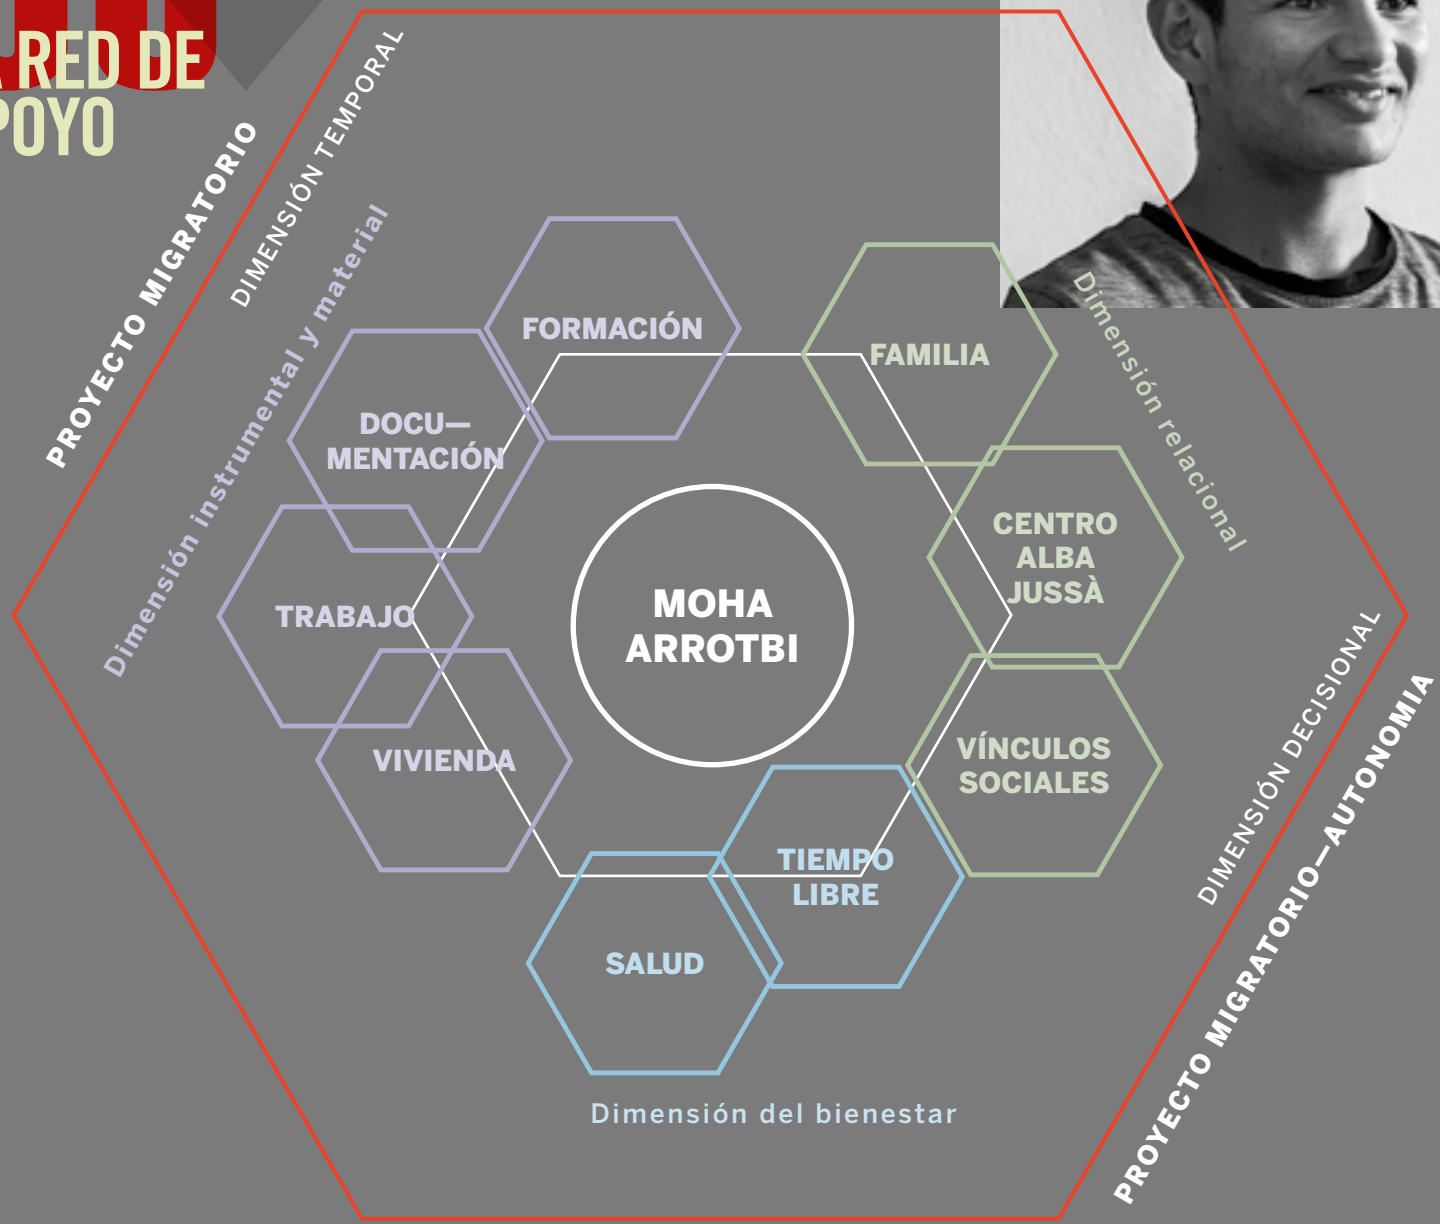 RED DE
POYO
PROYECTO MIGRATORIO
DIMENSIÓN TEMPORAL
Dimensión instrumental y material
FORMACIÓN
DOCU—
MENTACIÓN
TRABAJO
VIVIENDA
FAMILIA
Dimensión relacional
CENTRO
ALBA
JUSSÀ
MOHA
ARROTBI
VÍNCULOS
SOCIALES
TIEMPO
LIBRE
SALUD
Dimensión del bienestar
DIMENSIÓN DECISIONAL
PROYECTO MIGRATORIO—AUTONOMIA